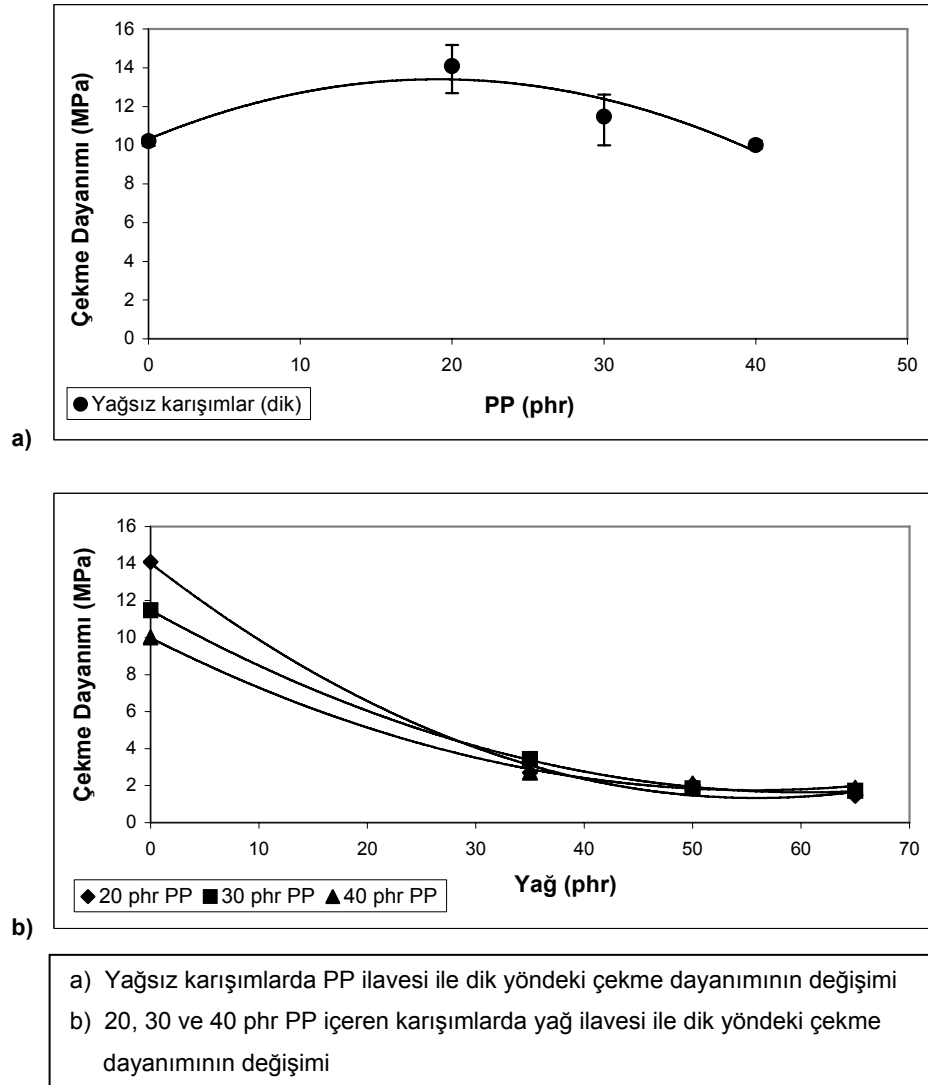 16
14
12
10
8
6
4
2
0
Çekme Dayanımı (MPa)
0 10 20 30 40 50
Yağsız karışımlar (dik)
PP (phr)
a)
16
14
12
10
8
6
4
2
0
Çekme Dayanımı (MPa)
0 10 20 30 40 50 60 70
20 phr PP 30 phr PP 40 phr PP
Yağ (phr)
b)
a) Yağsız karışımlarda PP ilavesi ile dik yöndeki çekme dayanımının değişimi
b) 20, 30 ve 40 phr PP içeren karışımlarda yağ ilavesi ile dik yöndeki çekme
dayanımının değişimi